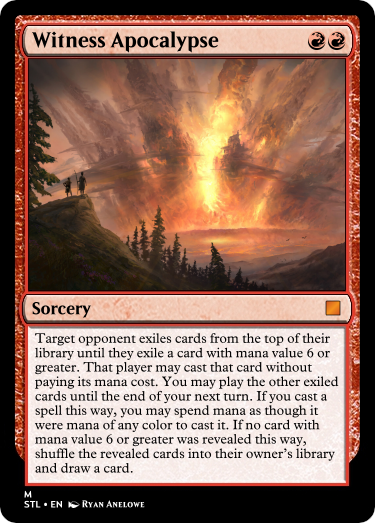 Witness Apocalypse
Sorcery
Target opponent exiles cards from the top of their
library until they exile a card with mana value 6 or
greater. That player may cast that card without
paying its mana cost. You may play the other exiled
cards until the end of your next turn. If you cast a
spell this way, you may spend mana as though it
were mana of any color to cast it. If no card with
mana value 6 or greater was revealed this way,
shuffle the revealed cards into their owner's library
and draw a card.
M
STL • EN Ryan Anelowe